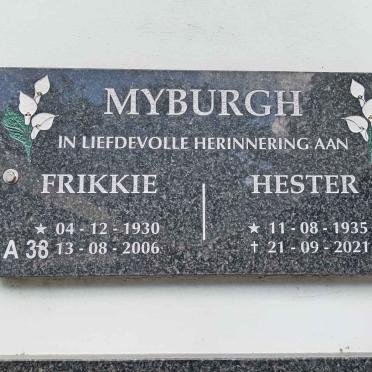 MYBURGH
IN LIEFDEVOLLE HERINNERING AAN
FRIKKIE HESTER
★ 04 - 12 - 1930 ★ 11 - 08 - 1935
A 38 13 - 08 - 2006 ✝ 21 - 09 - 2021